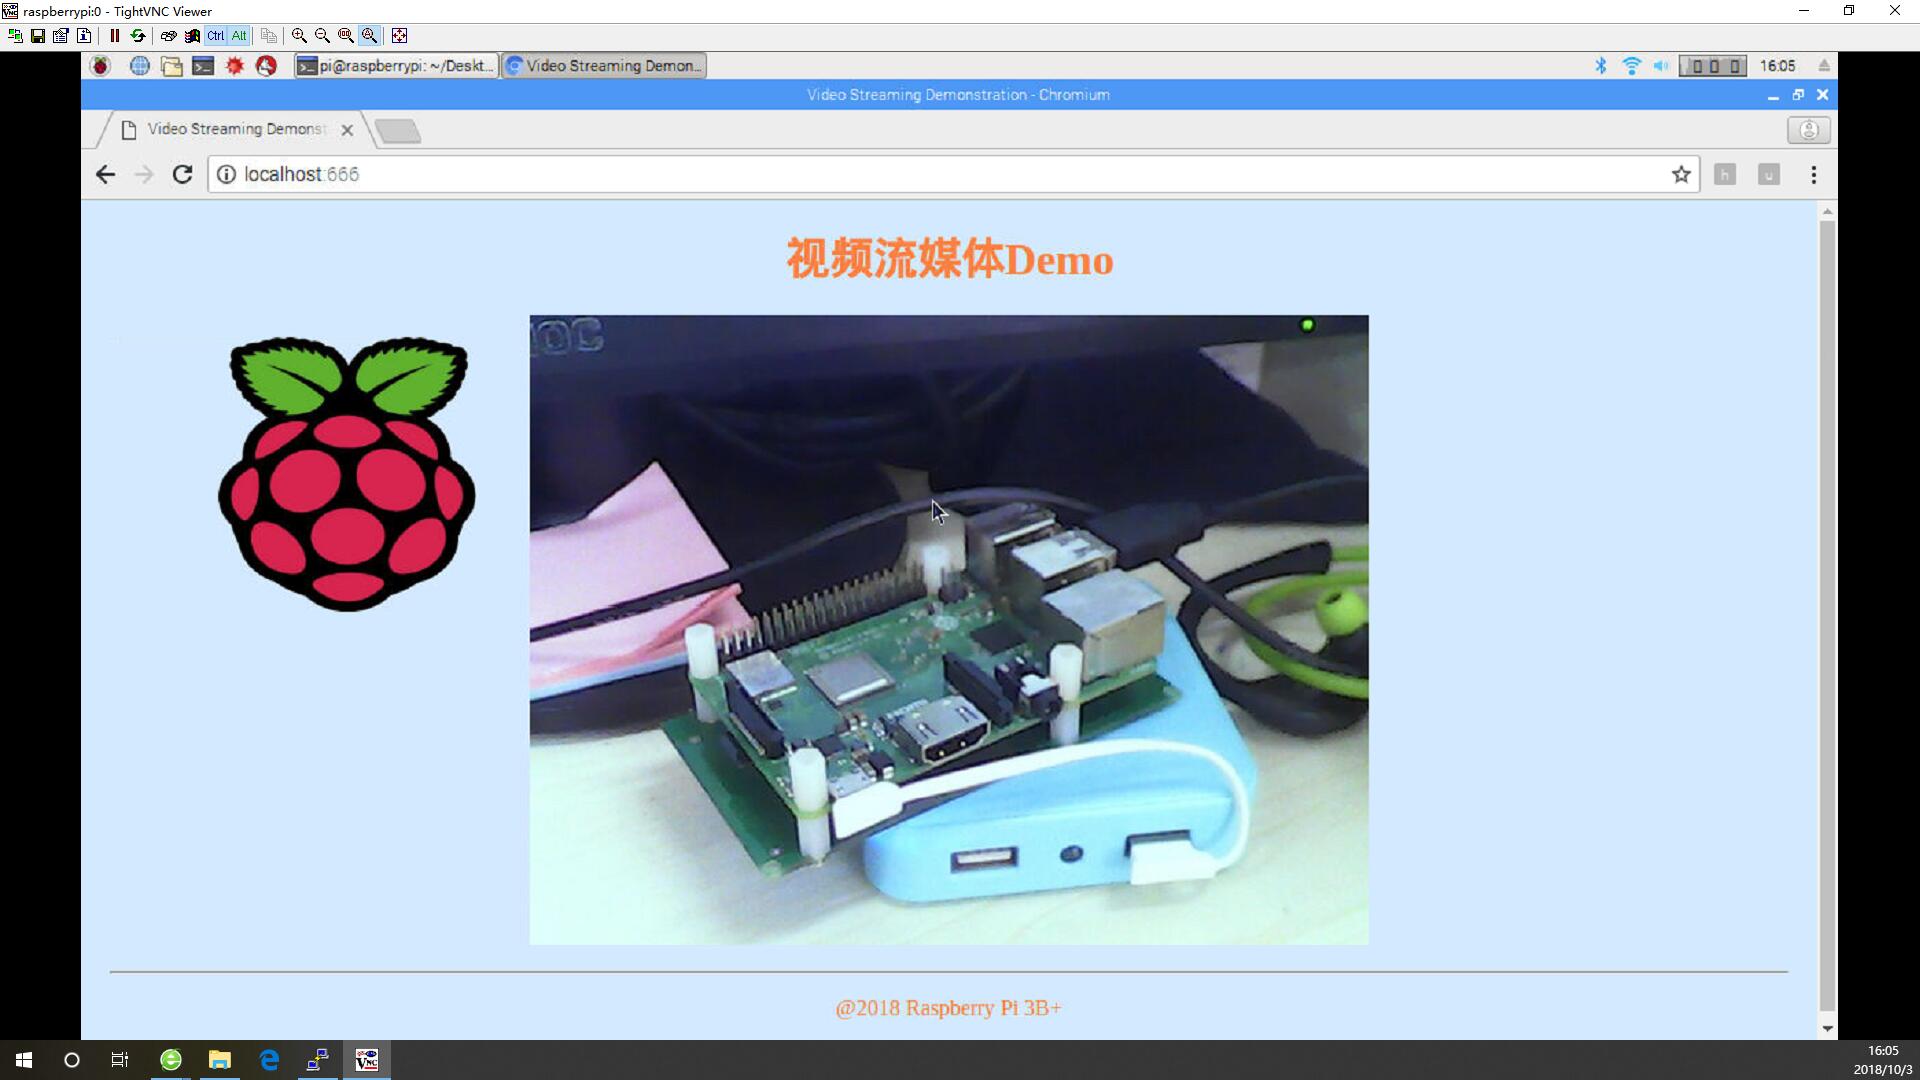 raspberrypi:0 - TightVNC Viewer
Ctrl Alt
pi@raspberrypi: ~/Deskt... Video Streaming Demon... 16:05
Video Streaming Demonstration - Chromium
Video Streaming Demonst
localhost:666
h u
视频流媒体Demo
AOC
HDMI
@2018 Raspberry Pi 3B+
16:05
2018/10/3